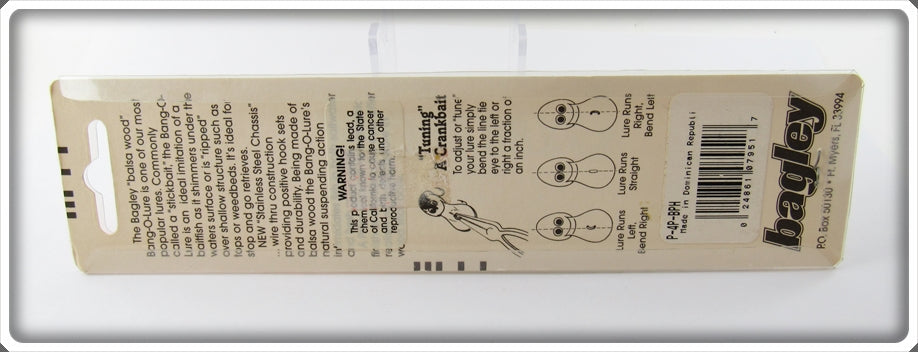 The Bagley "balsa wood"
Bang-O-Lure is one of our most
popular lures. Commonly
called a "stickbait," the Bang-O-
Lure is an ideal imitation of a
baitfish as it shimmers under the
waters surface or is "ripped"
over shallow structure such as
tops of weedbeds. It's ideal for
stop and go retrieves.
NEW "Stainless Steel Chassis"
... wire thru construction
providing positive hook sets
and durability. Being made of
balsa wood the Bang-O-Lure's
natural suspending action
WARNING!
This product contains lead, a
chemical known to the State
of California to cause cancer
and birth defects and other
reproductive harm.
"Tuning"
A Crankbait
To adjust or "tune"
your lure simply
bend the line tie
eye to the left or
right a fraction of
an inch.
Lure Runs
Right,
Bend Left
Lure Runs
Straight
Lure Runs
Left,
Bend Right
P-4P-BPH
Made in Dominican Republi
0 24861 07951 7
bagley
P.O. Box 50130 • Ft. Myers, FL 33994